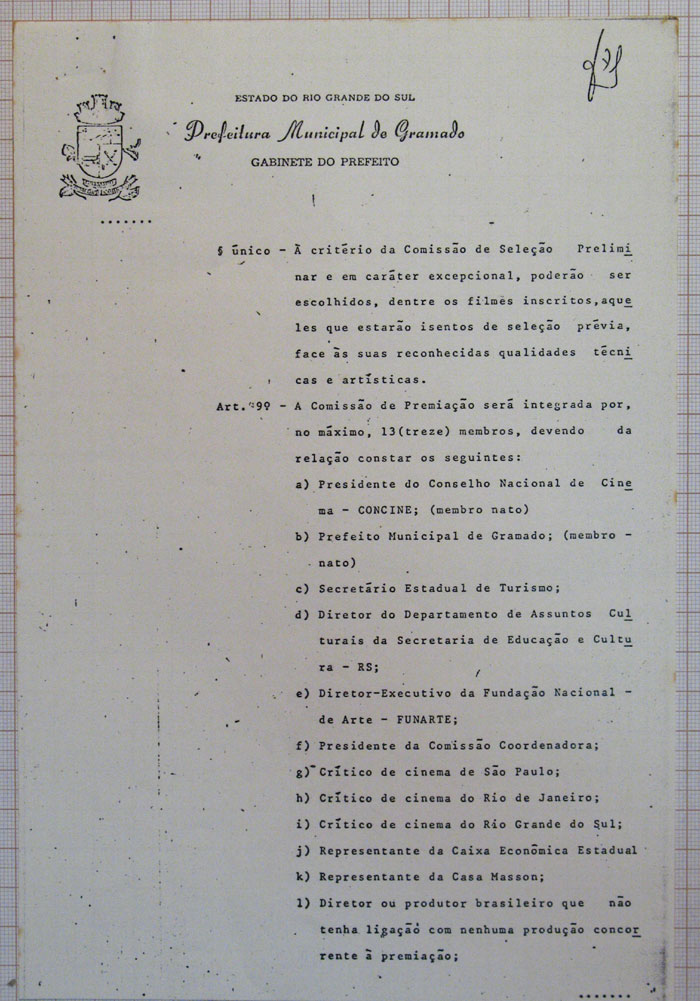 ESTADO DO RIO GRANDE DO SUL
Prefeitura Municipal de Gramado
GABINETE DO PREFEITO
.......
§ único - À critério da Comissão de Seleção Prelimi
nar e em caráter excepcional, poderão ser
escolhidos, dentre os filmes inscritos,aque
les que estarão isentos de seleção prévia,
face às suas reconhecidas qualidades técni
cas e artísticas.
Art. 9º - A Comissão de Premiação será integrada por,
no máximo, 13(treze) membros, devendo da
relação constar os seguintes:
a) Presidente do Conselho Nacional de Cine
ma - CONCINE; (membro nato)
b) Prefeito Municipal de Gramado; (membro -
nato)
c) Secretário Estadual de Turismo;
d) Diretor do Departamento de Assuntos Cul
turais da Secretaria de Educação e Cultu
ra - RS;
e) Diretor-Executivo da Fundação Nacional -
de Arte - FUNARTE;
f) Presidente da Comissão Coordenadora;
g) Crítico de cinema de São Paulo;
h) Crítico de cinema do Rio de Janeiro;
i) Crítico de cinema do Rio Grande do Sul;
j) Representante da Caixa Econômica Estadual
k) Representante da Casa Masson;
l) Diretor ou produtor brasileiro que não
tenha ligação com nenhuma produção concor
rente à premiação;
.......